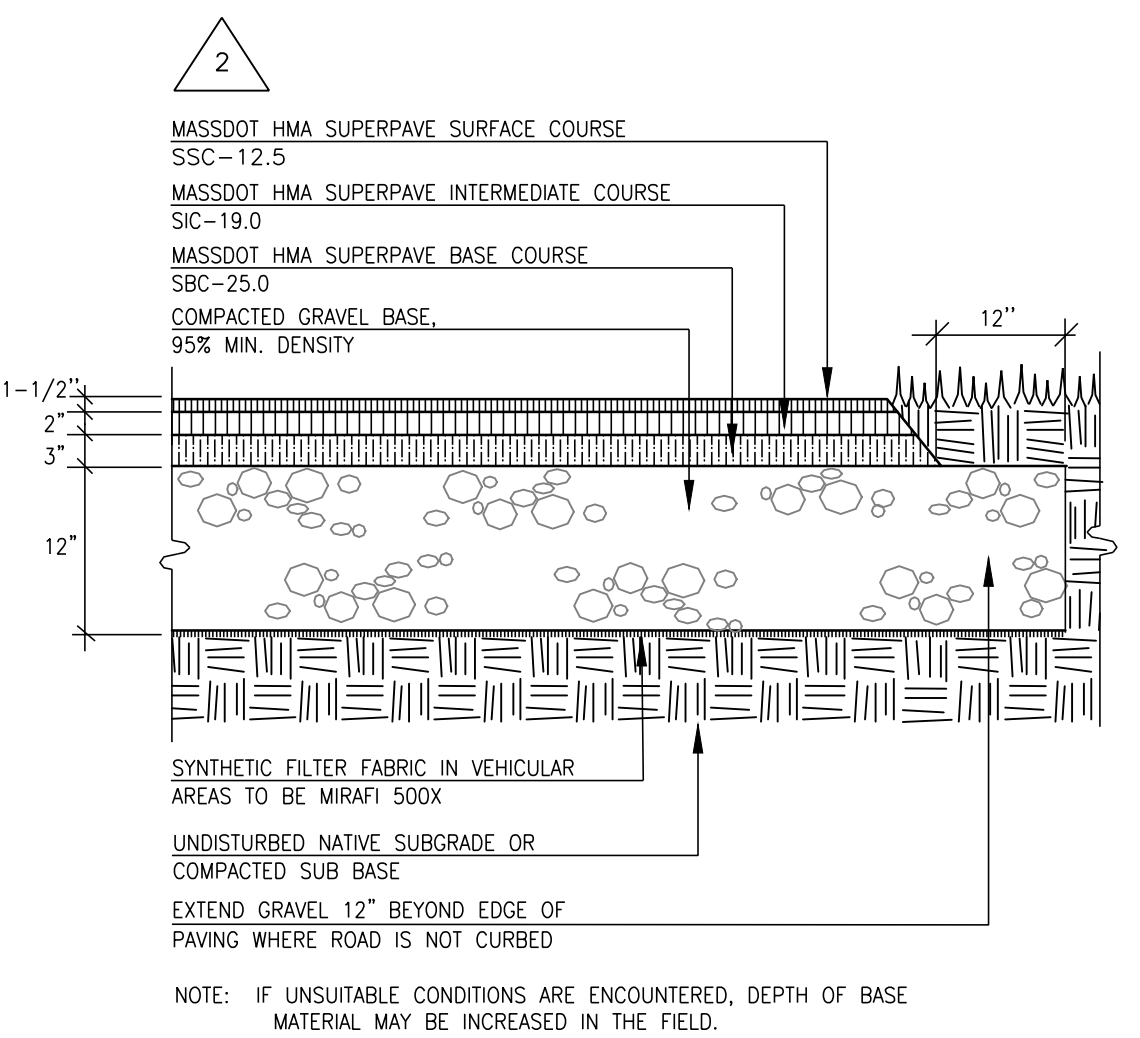 2
MASSDOT HMA SUPERPAVE SURFACE COURSE
SSC-12.5
MASSDOT HMA SUPERPAVE INTERMEDIATE COURSE
SIC-19.0
MASSDOT HMA SUPERPAVE BASE COURSE
SBC-25.0
COMPACTED GRAVEL BASE,
95% MIN. DENSITY
12"
1-1/2"
2"
3"
12"
SYNTHETIC FILTER FABRIC IN VEHICULAR
AREAS TO BE MIRAFI 500X
UNDISTURBED NATIVE SUBGRADE OR
COMPACTED SUB BASE
EXTEND GRAVEL 12" BEYOND EDGE OF
PAVING WHERE ROAD IS NOT CURBED
NOTE: IF UNSUITABLE CONDITIONS ARE ENCOUNTERED, DEPTH OF BASE
MATERIAL MAY BE INCREASED IN THE FIELD.